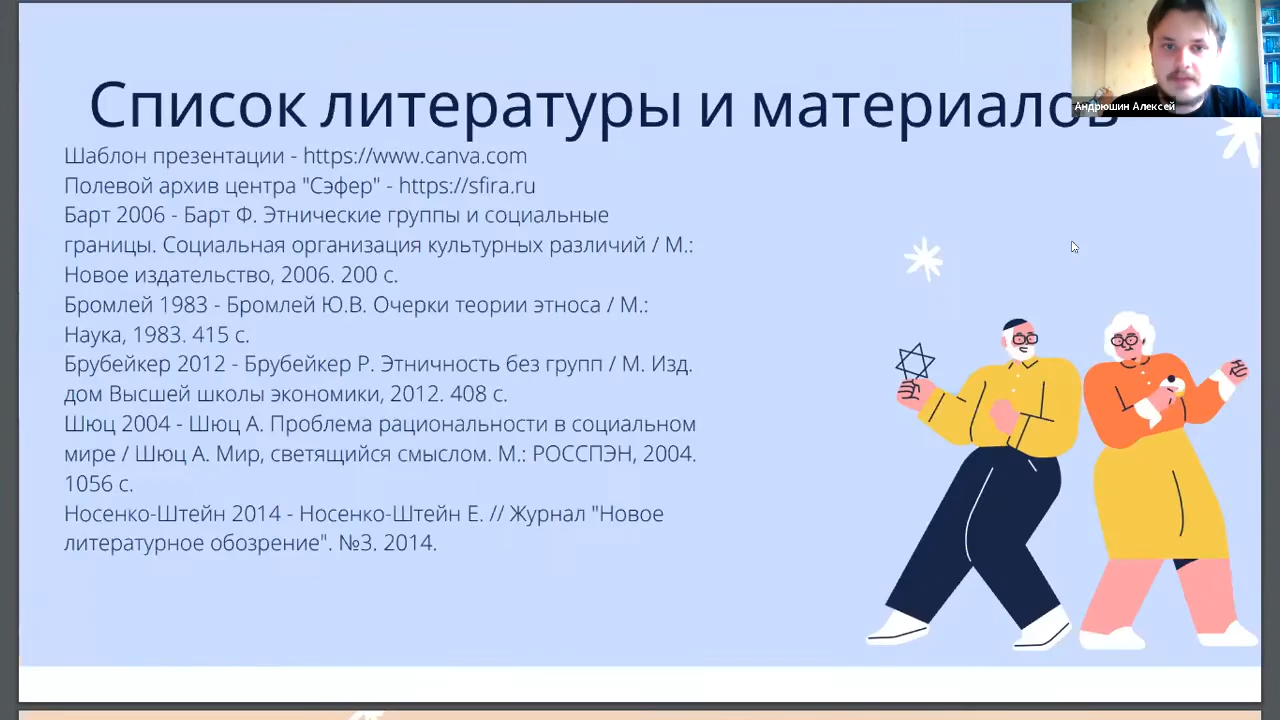 Список литературы и материалов
Андрюшин Алексей
Шаблон презентации - https://www.canva.com
Полевой архив центра "Сэфер" - https://sfira.ru
Барт 2006 - Барт Ф. Этнические группы и социальные
границы. Социальная организация культурных различий / М.:
Новое издательство, 2006. 200 с.
Бромлей 1983 - Бромлей Ю.В. Очерки теории этноса / М.:
Наука, 1983. 415 с.
Брубейкер 2012 - Брубейкер Р. Этничность без групп / М. Изд.
дом Высшей школы экономики, 2012. 408 с.
Шюц 2004 - Шюц А. Проблема рациональности в социальном
мире / Шюц А. Мир, светящийся смыслом. М.: РОССПЭН, 2004.
1056 с.
Носенко-Штейн 2014 - Носенко-Штейн Е. // Журнал "Новое
литературное обозрение". №3. 2014.